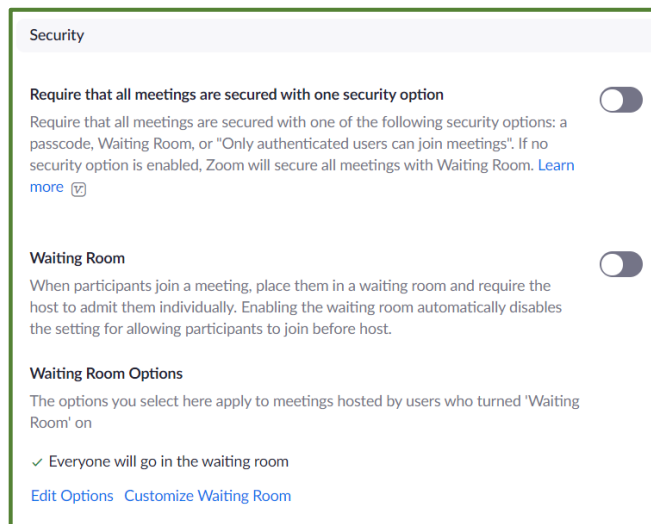 Security
Require that all meetings are secured with one security option
Require that all meetings are secured with one of the following security options: a
passcode, Waiting Room, or "Only authenticated users can join meetings". If no
security option is enabled, Zoom will secure all meetings with Waiting Room. Learn
more
Waiting Room
When participants join a meeting, place them in a waiting room and require the
host to admit them individually. Enabling the waiting room automatically disables
the setting for allowing participants to join before host.
Waiting Room Options
The options you select here apply to meetings hosted by users who turned 'Waiting
Room' on
✓ Everyone will go in the waiting room
Edit Options Customize Waiting Room